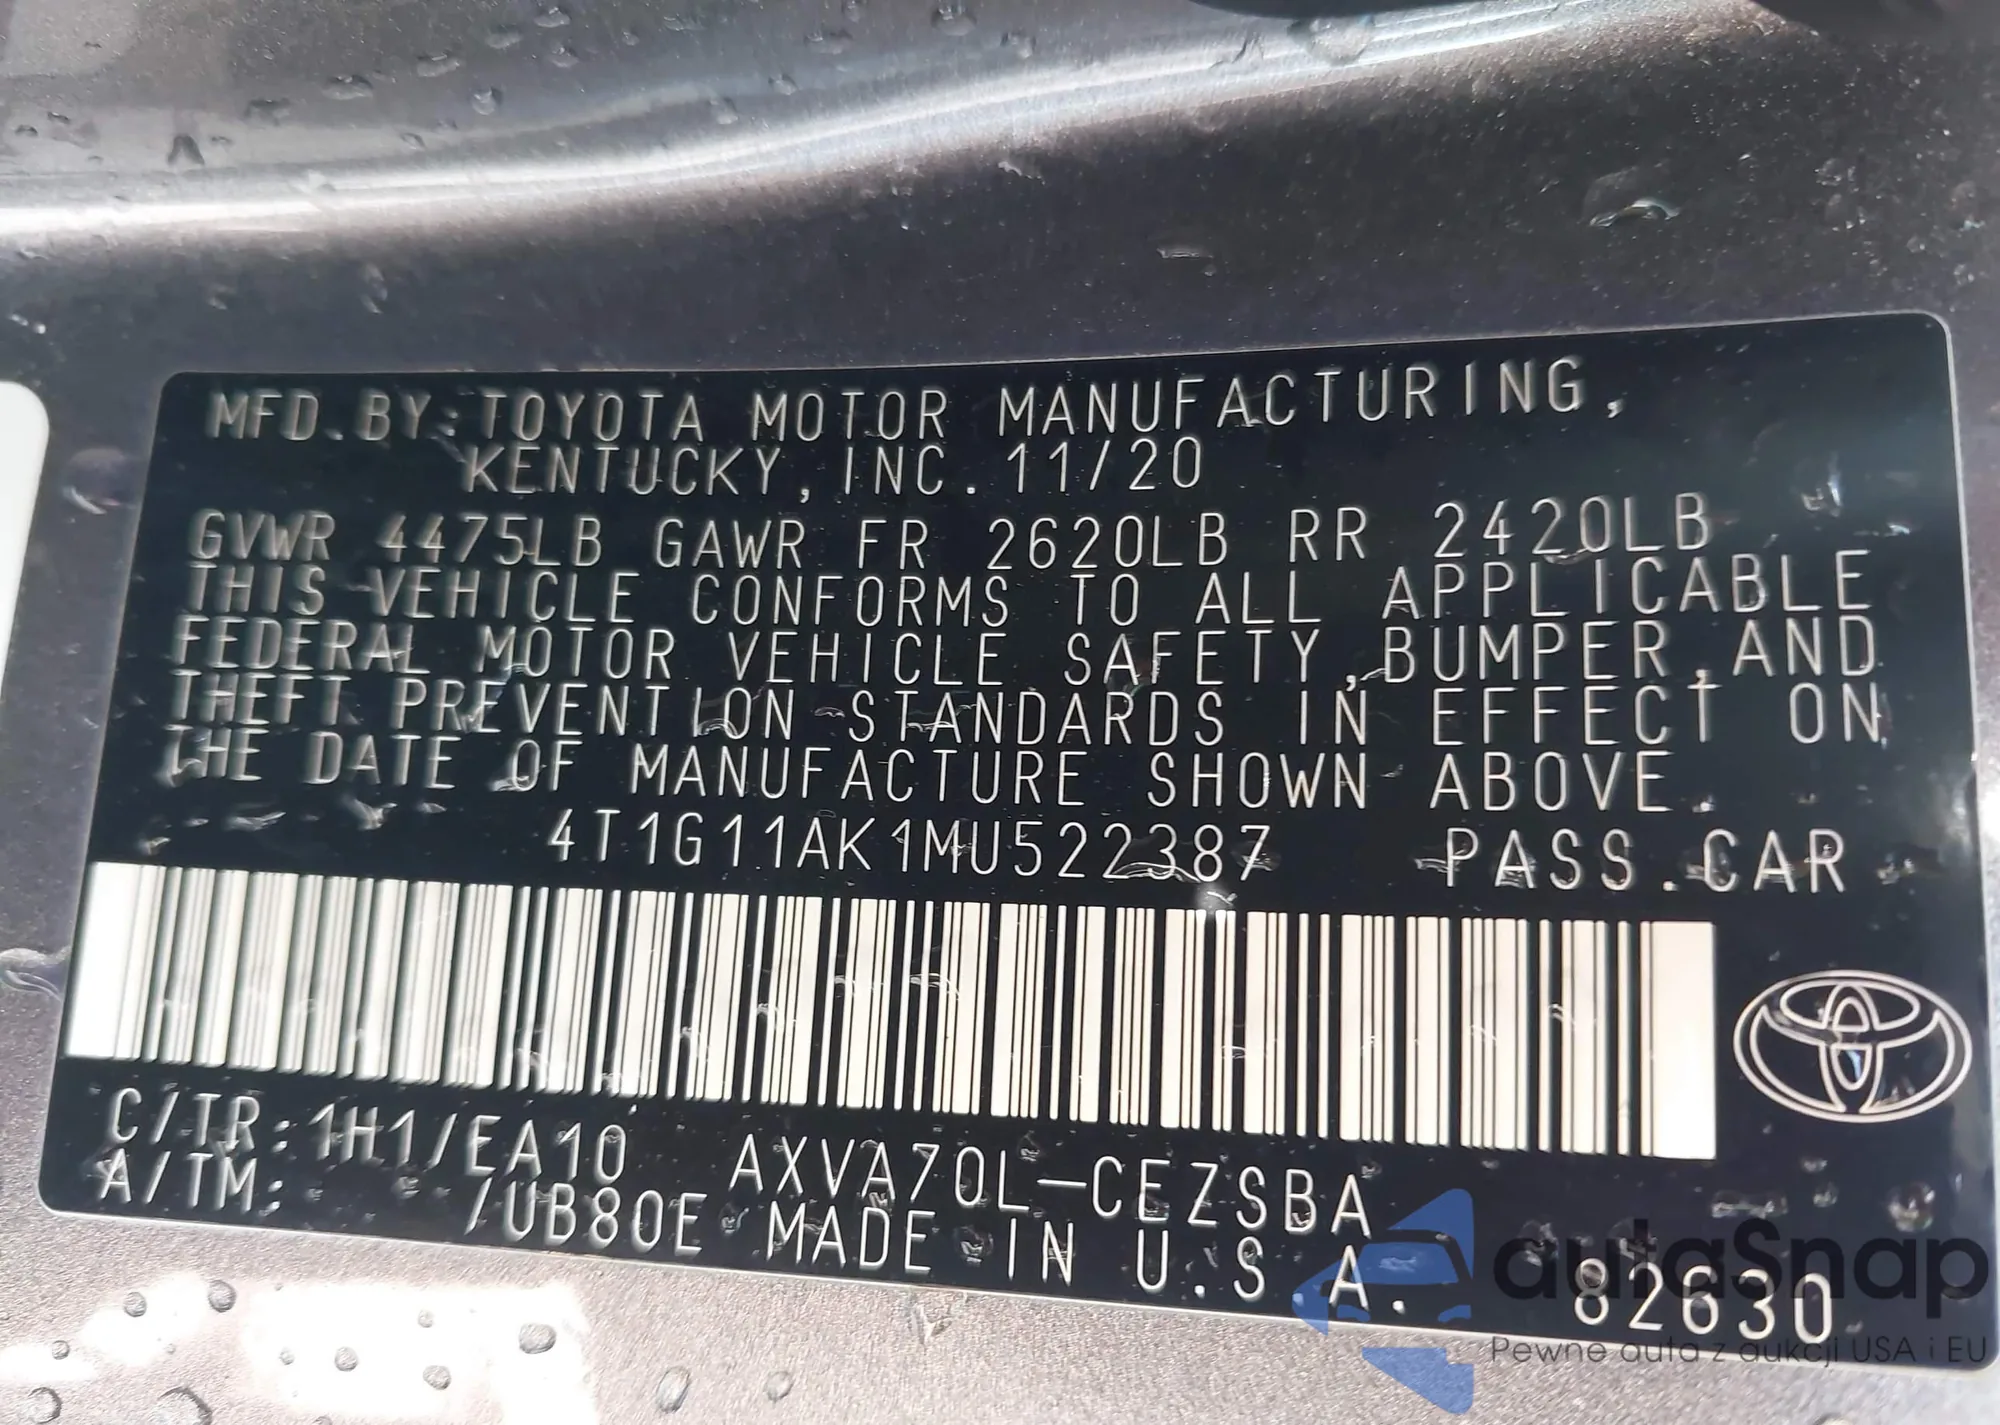 MFD.BY:TOYOTA MOTOR MANUFACTURING,
KENTUCKY, INC. 11/20
GVWR 4475LB GAWR FR 2620LB RR 2420LB
THIS VEHICLE CONFORMS TO ALL APPLICABLE
FEDERAL MOTOR VEHICLE SAFETY,BUMPER,AND
THEFT PREVENTION STANDARDS IN EFFECT ON
THE DATE OF MANUFACTURE SHOWN ABOVE.
4T1G11AK1MU522387 PASS.CAR
C/TR:1H1/EA10 AXVA70L-CEZSBA
A/TM: /UB80E MADE IN U.S.A. 82630
autaSnap
Pewne auta z aukcji USA i EU